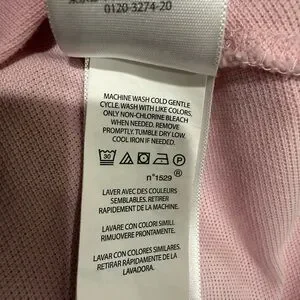 0120-3274-20
MACHINE WASH COLD GENTLE
CYCLE. WASH WITH LIKE COLORS.
ONLY NON-CHLORINE BLEACH
WHEN NEEDED. REMOVE
PROMPTLY. TUMBLE DRY LOW.
COOL IRON IF NEEDED.
30 P
n°1529 ®
LAVER AVEC DES COULEURS
SEMBLABLES. RETIRER
RAPIDEMENT DE LA MACHINE.
LAVARE CON COLORI SIMILI.
RIMUOVERE PRONTAMENTE.
LAVAR CON COLORES SIMILARES.
RETIRAR RÁPIDAMENTE DE LA
LAVADORA.